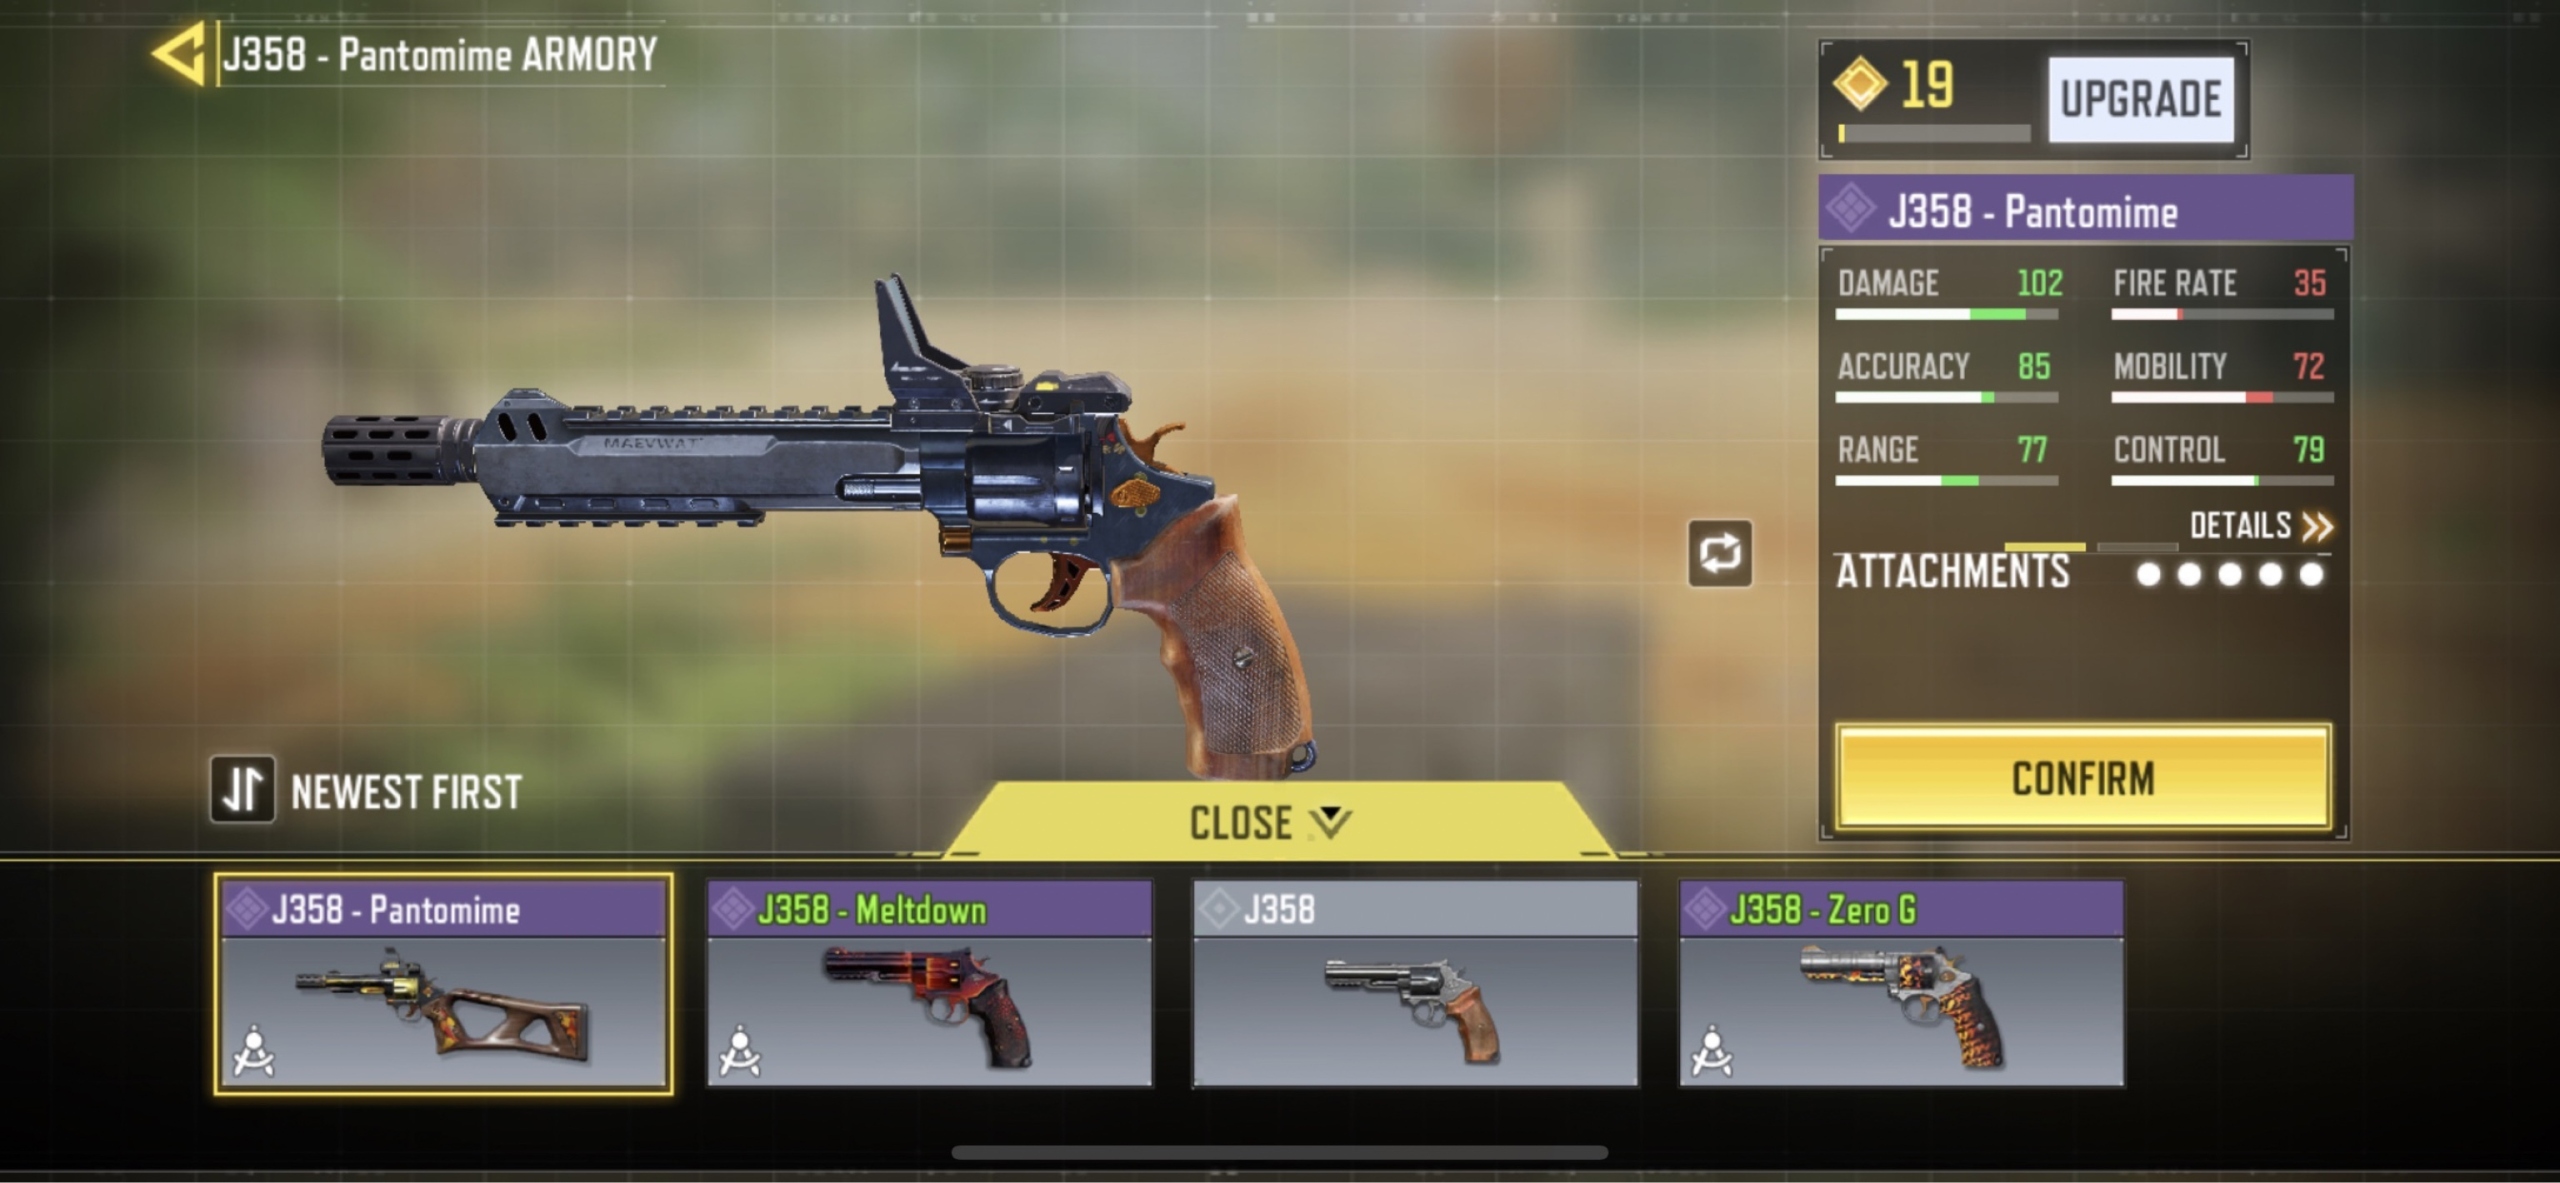 J358 - Pantomime ARMORY
19
UPGRADE
J358 - Pantomime
DAMAGE 102
FIRE RATE 35
ACCURACY 85
MOBILITY 72
RANGE 77
CONTROL 79
DETAILS
ATTACHMENTS
CONFIRM
MAEVWAT
NEWEST FIRST
CLOSE
J358 - Pantomime
J358 - Meltdown
J358
J358 - Zero G